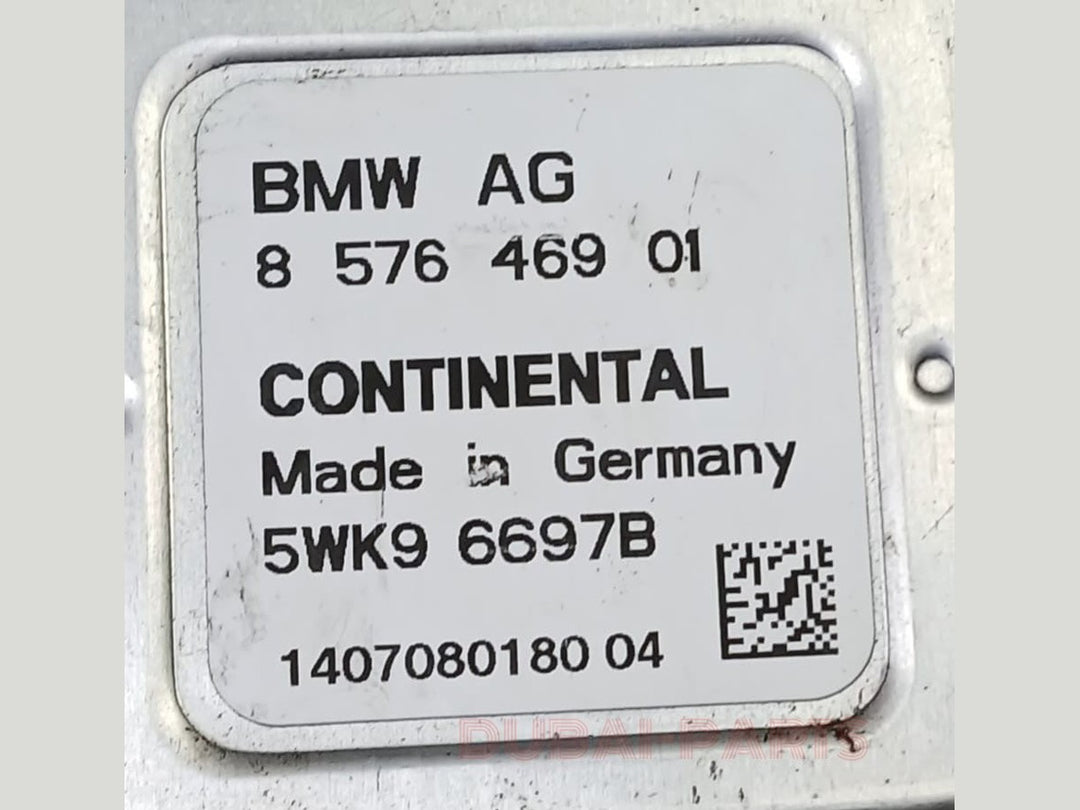 BMW AG
8 576 469 01
CONTINENTAL
Made in Germany
5WK9 6697B
1407080180 04
DUBAI PARTS